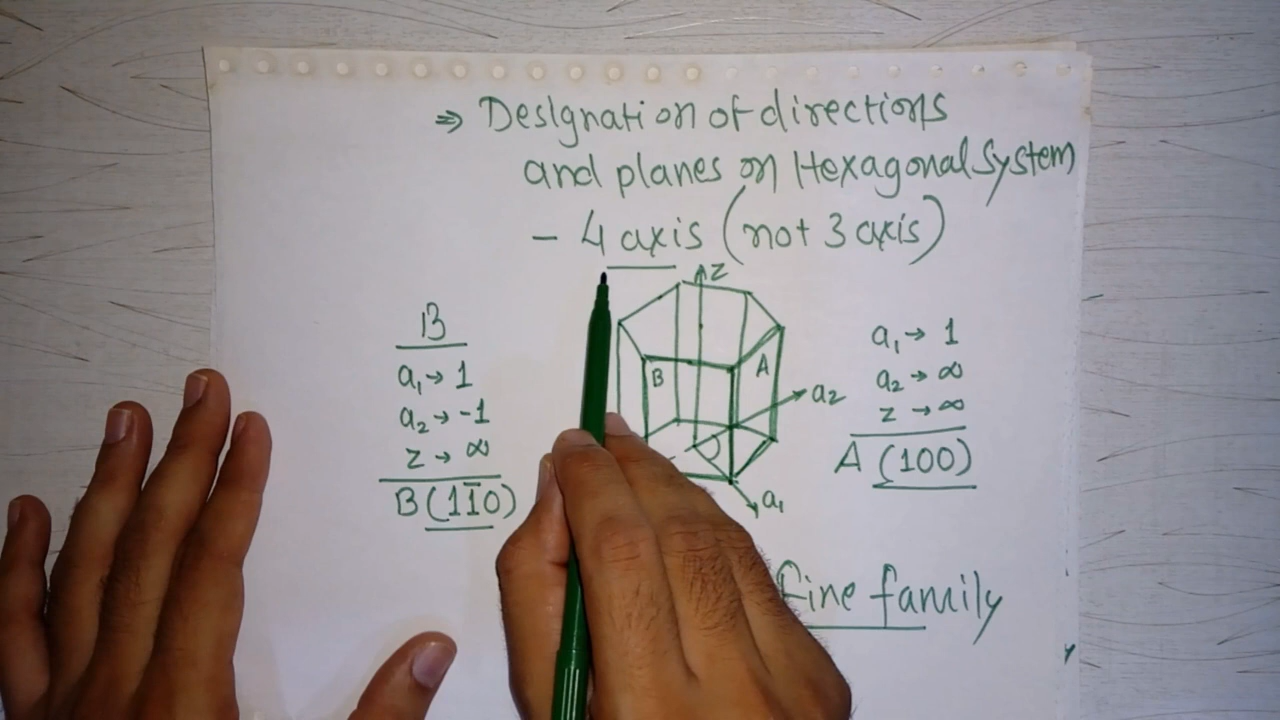 ⇒ Designation of directions
and planes on Hexagonal System
- 4 axis (not 3 axis)
z
B
a₁ → 1
a₂ → -1
z → ∞
B (11̅0)
B
A
a₂
a₁
a₁ → 1
a₂ → ∞
z → ∞
A (100)
fine family